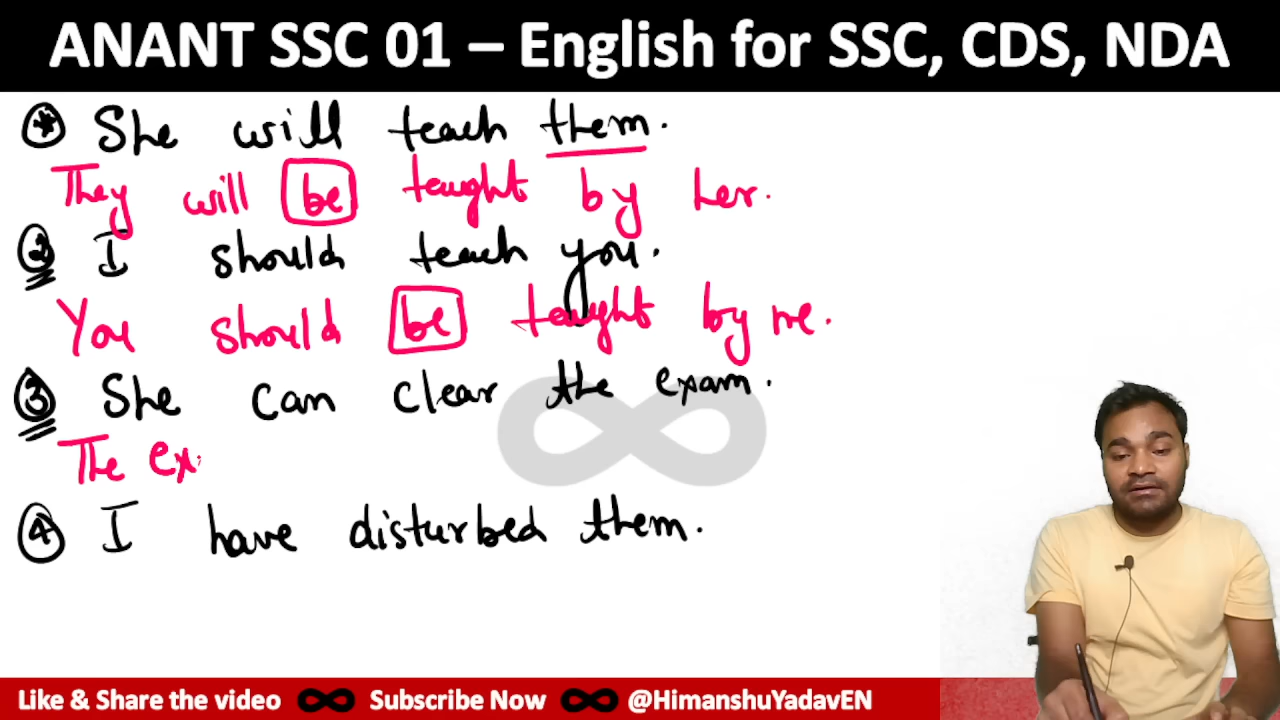 ANANT SSC 01 – English for SSC, CDS, NDA
* She will teach them.
They will be taught by her.
2 I should teach you.
You should be taught by me.
3 She can clear the exam.
The ex
4 I have disturbed them.
Like & Share the video Subscribe Now @HimanshuYadavEN